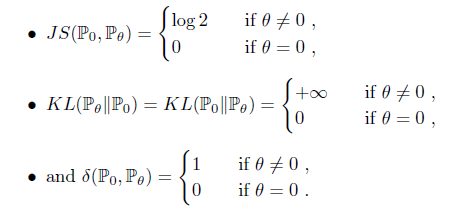 • JS(ℙ₀, ℙ_θ) = { log 2 if θ ≠ 0 ,
0 if θ = 0 ,
• KL(ℙ_θ‖ℙ₀) = KL(ℙ₀‖ℙ_θ) = { +∞ if θ ≠ 0 ,
0 if θ = 0 ,
• and δ(ℙ₀, ℙ_θ) = { 1 if θ ≠ 0 ,
0 if θ = 0 .